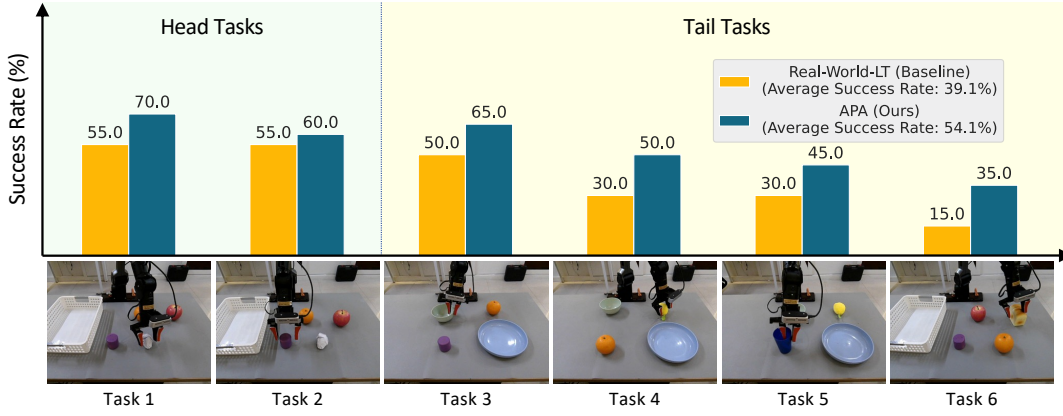 Head Tasks
Tail Tasks
Success Rate (%)
Real-World-LT (Baseline)
(Average Success Rate: 39.1%)
APA (Ours)
(Average Success Rate: 54.1%)
55.0
70.0
55.0
60.0
50.0
65.0
30.0
50.0
30.0
45.0
15.0
35.0
Task 1
Task 2
Task 3
Task 4
Task 5
Task 6